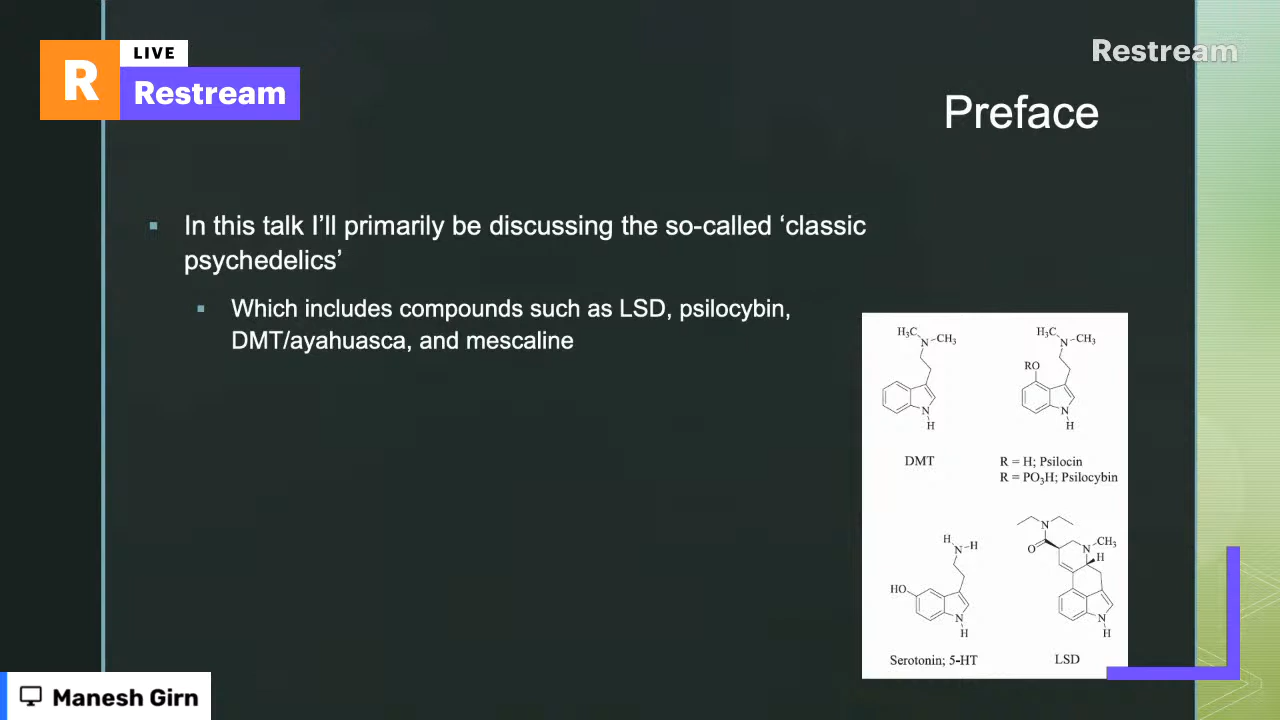 R
LIVE
Restream
Restream
Preface
In this talk I’ll primarily be discussing the so-called ‘classic
psychedelics’
Which includes compounds such as LSD, psilocybin,
DMT/ayahuasca, and mescaline
H₃C
N
CH₃
N
H
DMT
H₃C
N
CH₃
RO
N
H
R = H; Psilocin
R = PO₃H; Psilocybin
H
N
H
HO
N
H
Serotonin; 5-HT
N
O
N
CH₃
H
N
H
LSD
Manesh Girn